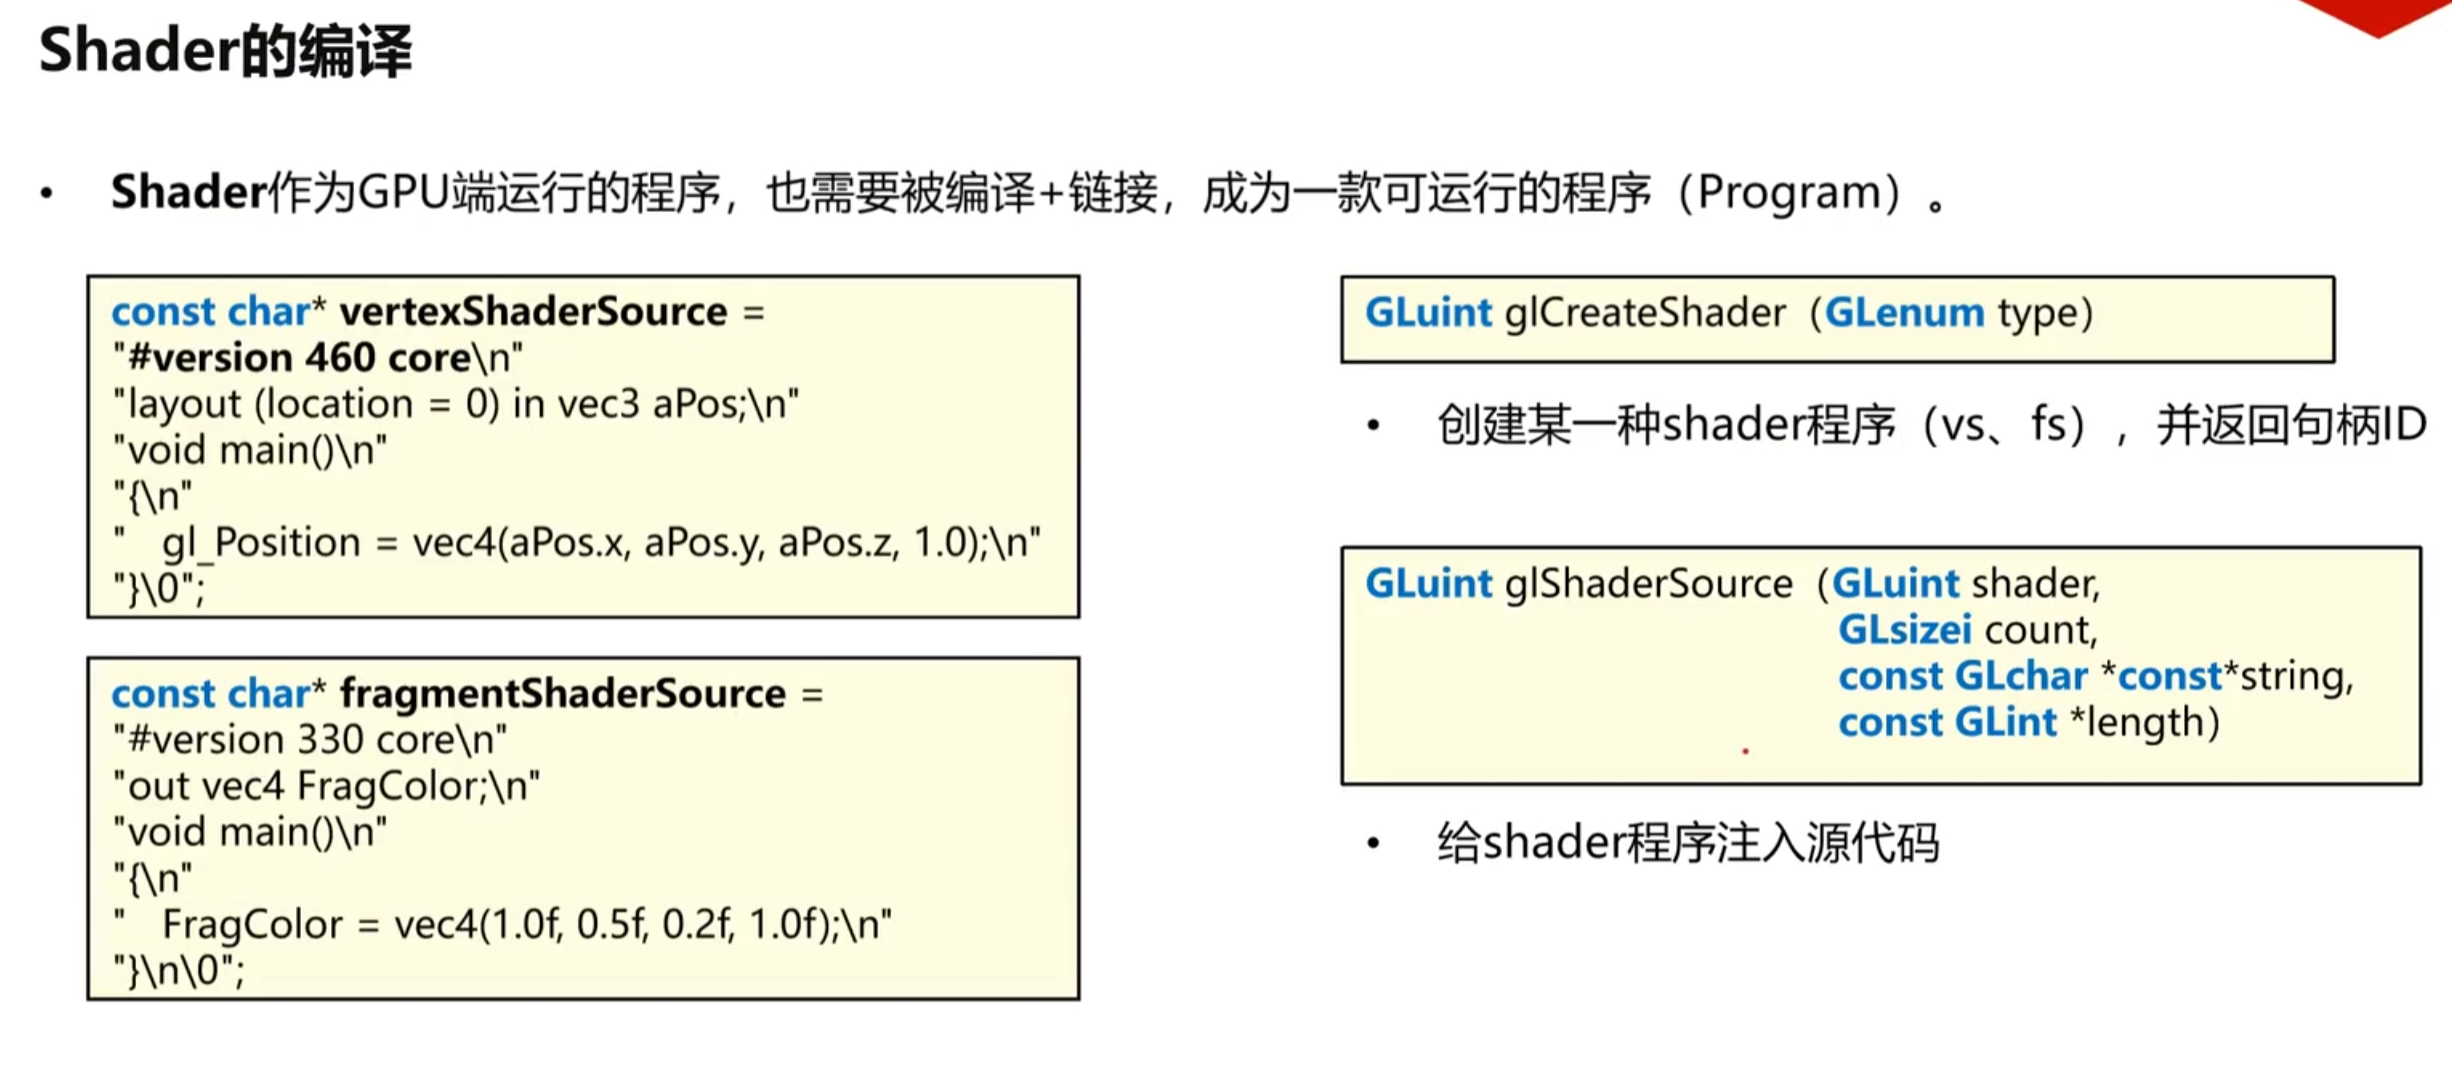 Shader的编译
• Shader作为GPU端运行的程序，也需要被编译+链接，成为一款可运行的程序（Program）。
const char* vertexShaderSource =
"#version 460 core\n"
"layout (location = 0) in vec3 aPos;\n"
"void main()\n"
"{\n"
"   gl_Position = vec4(aPos.x, aPos.y, aPos.z, 1.0);\n"
"}\0";
const char* fragmentShaderSource =
"#version 330 core\n"
"out vec4 FragColor;\n"
"void main()\n"
"{\n"
"   FragColor = vec4(1.0f, 0.5f, 0.2f, 1.0f);\n"
"}\n\0";
GLuint glCreateShader（GLenum type）
• 创建某一种shader程序（vs、fs），并返回句柄ID
GLuint glShaderSource（GLuint shader,
GLsizei count,
const GLchar *const*string,
const GLint *length）
• 给shader程序注入源代码